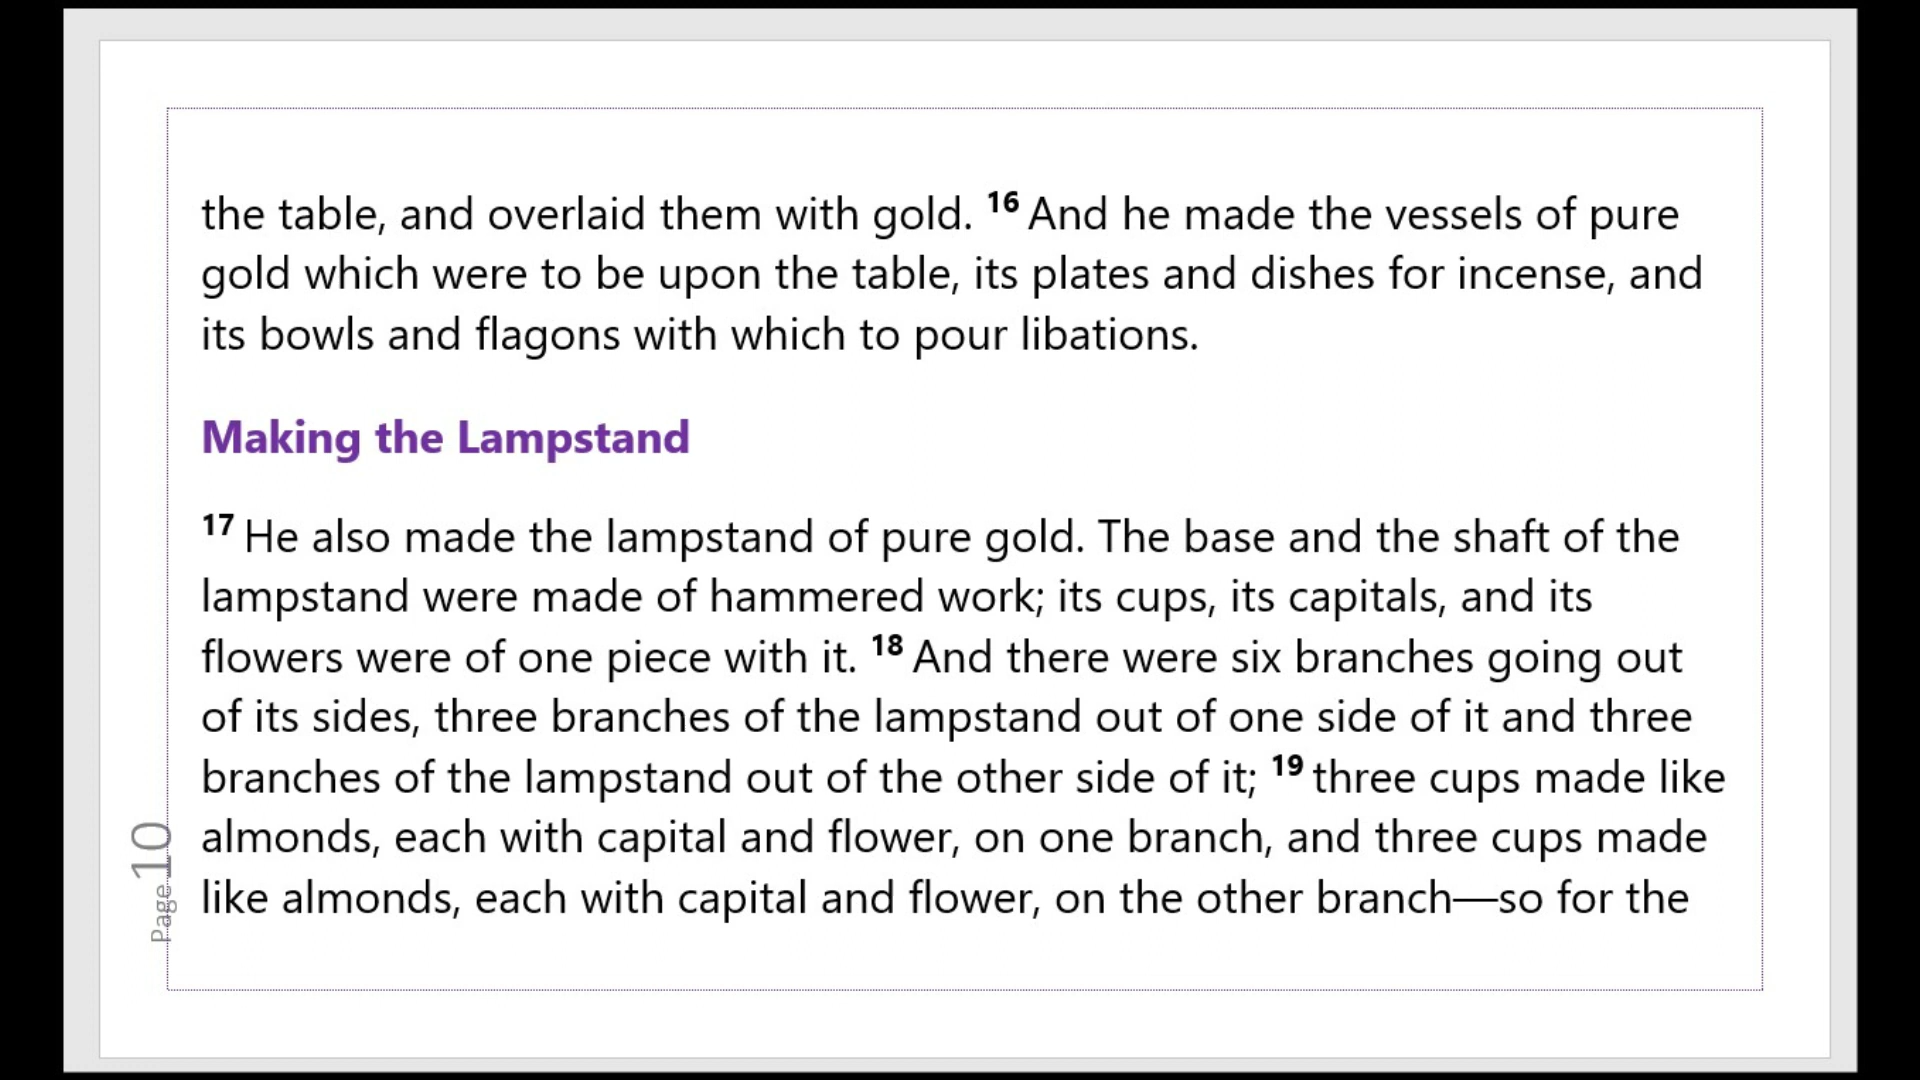 the table, and overlaid them with gold. 16 And he made the vessels of pure
gold which were to be upon the table, its plates and dishes for incense, and
its bowls and flagons with which to pour libations.
Making the Lampstand
17 He also made the lampstand of pure gold. The base and the shaft of the
lampstand were made of hammered work; its cups, its capitals, and its
flowers were of one piece with it. 18 And there were six branches going out
of its sides, three branches of the lampstand out of one side of it and three
branches of the lampstand out of the other side of it; 19 three cups made like
almonds, each with capital and flower, on one branch, and three cups made
like almonds, each with capital and flower, on the other branch—so for the
Page 10